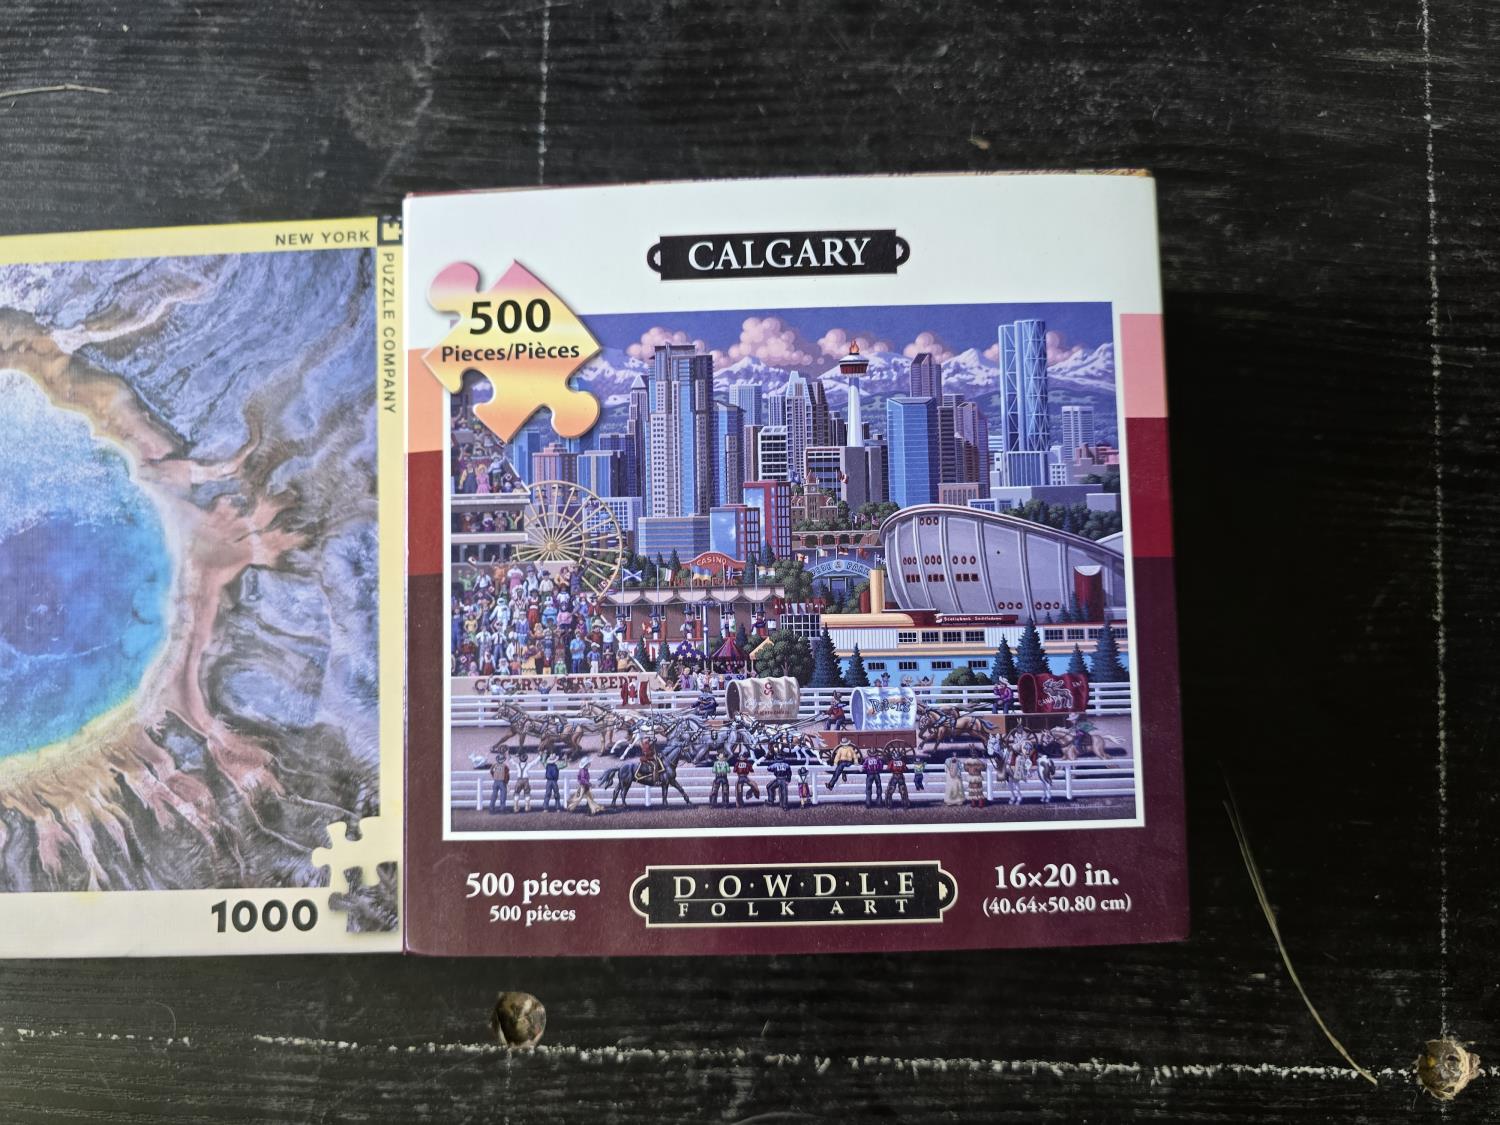 NEW YORK
PUZZLE COMPANY
1000
CALGARY
500
Pieces/Pièces
CASINO
CALGARY STAMPEDE
500 pieces
500 pièces
D·O·W·D·L·E
FOLK ART
16×20 in.
(40.64×50.80 cm)